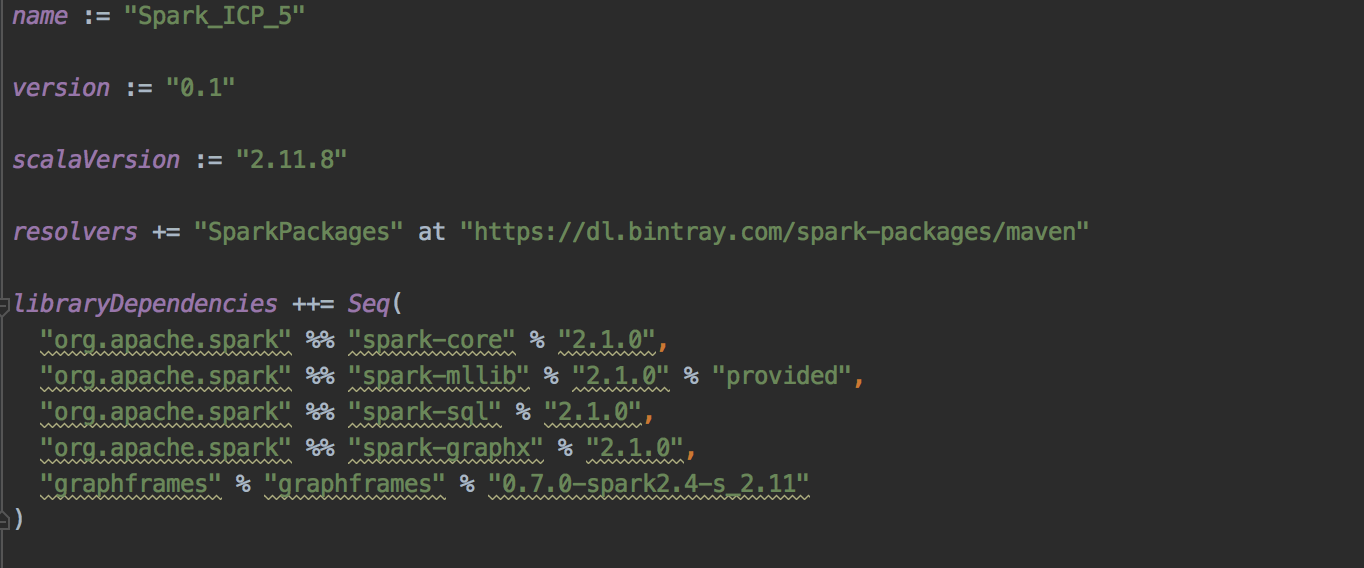 name := "Spark_ICP_5"
version := "0.1"
scalaVersion := "2.11.8"
resolvers += "SparkPackages" at "https://dl.bintray.com/spark-packages/maven"
libraryDependencies ++= Seq(
  "org.apache.spark" %% "spark-core" % "2.1.0",
  "org.apache.spark" %% "spark-mllib" % "2.1.0" % "provided",
  "org.apache.spark" %% "spark-sql" % "2.1.0",
  "org.apache.spark" %% "spark-graphx" % "2.1.0",
  "graphframes" % "graphframes" % "0.7.0-spark2.4-s_2.11"
)